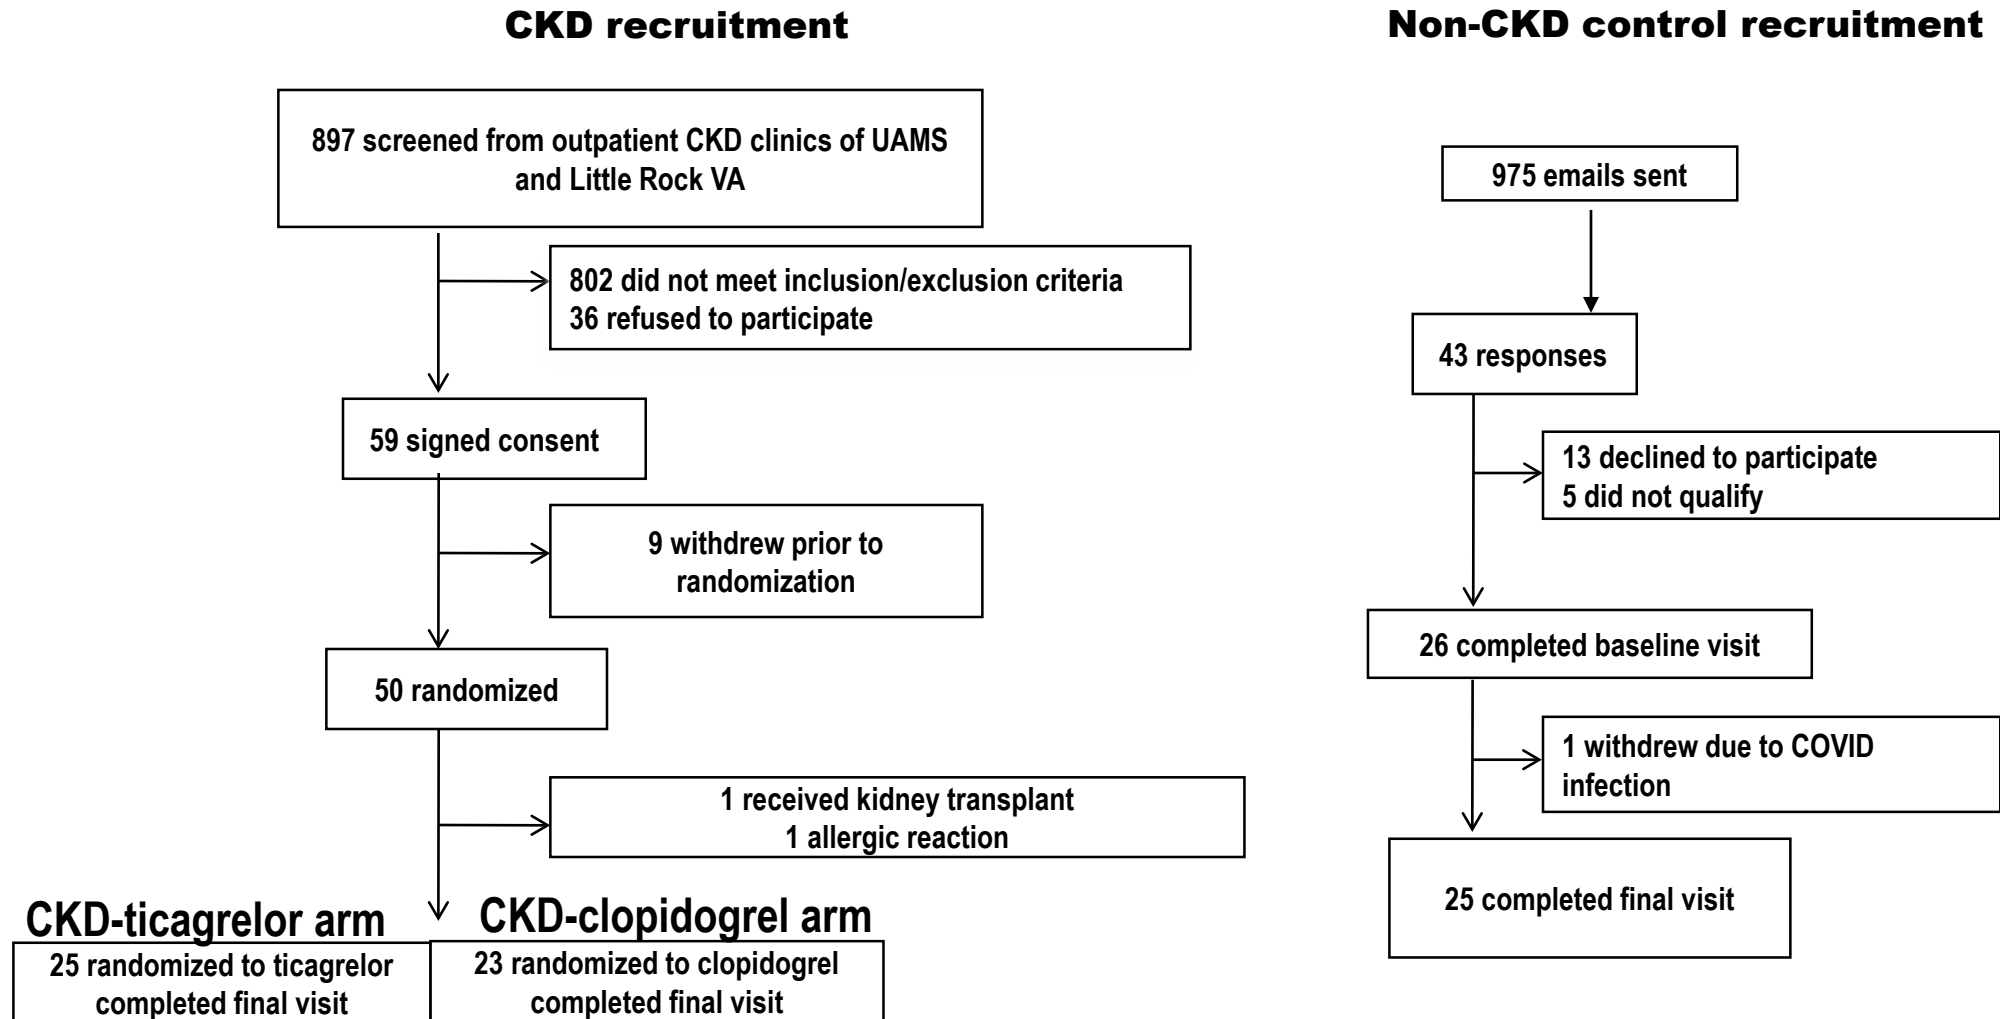 CKD recruitment
897 screened from outpatient CKD clinics of UAMS
and Little Rock VA
802 did not meet inclusion/exclusion criteria
36 refused to participate
59 signed consent
9 withdrew prior to
randomization
50 randomized
1 received kidney transplant
1 allergic reaction
CKD-ticagrelor arm
25 randomized to ticagrelor
completed final visit
CKD-clopidogrel arm
23 randomized to clopidogrel
completed final visit
Non-CKD control recruitment
975 emails sent
43 responses
13 declined to participate
5 did not qualify
26 completed baseline visit
1 withdrew due to COVID
infection
25 completed final visit